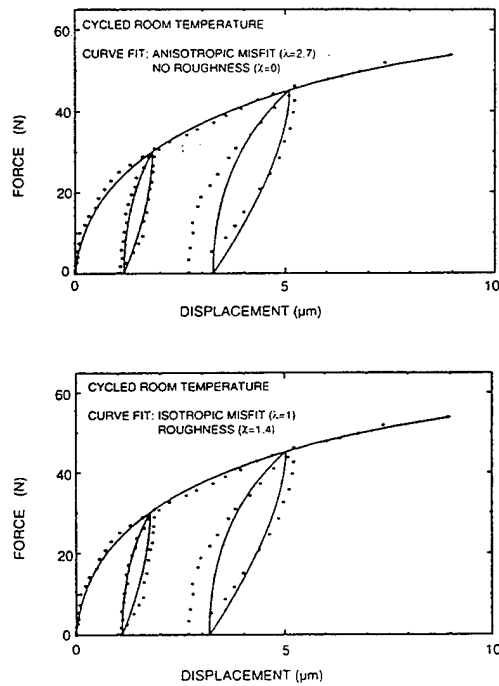 CYCLED ROOM TEMPERATURE
CURVE FIT: ANISOTROPIC MISFIT (λ=2.7)
NO ROUGHNESS (χ=0)
60
40
20
0
FORCE (N)
0
5
10
DISPLACEMENT (μm)
CYCLED ROOM TEMPERATURE
CURVE FIT: ISOTROPIC MISFIT (λ=1)
ROUGHNESS (χ=1.4)
60
40
20
0
FORCE (N)
0
5
10
DISPLACEMENT (μm)